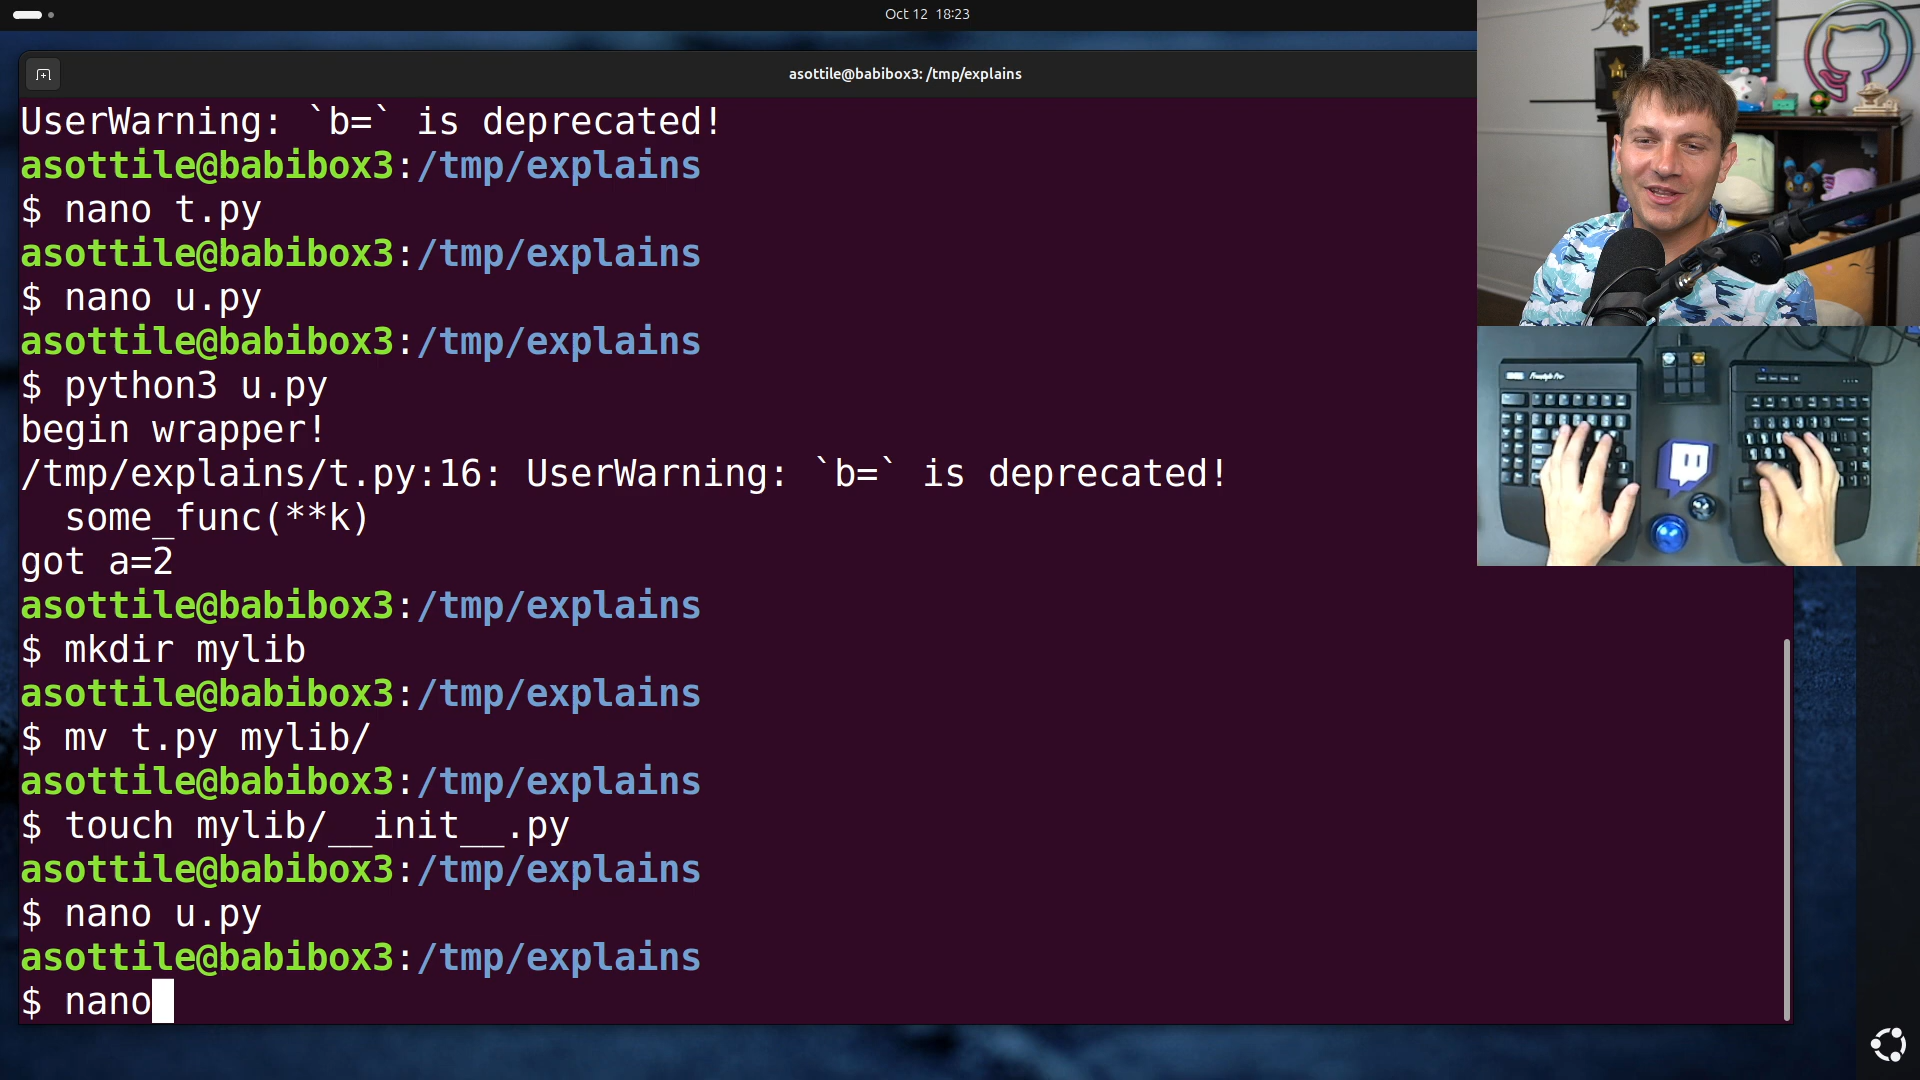 Oct 12 18:23
asottile@babibox3: /tmp/explains
UserWarning: `b=` is deprecated!
asottile@babibox3:/tmp/explains
$ nano t.py
asottile@babibox3:/tmp/explains
$ nano u.py
asottile@babibox3:/tmp/explains
$ python3 u.py
begin wrapper!
/tmp/explains/t.py:16: UserWarning: `b=` is deprecated!
  some_func(**k)
got a=2
asottile@babibox3:/tmp/explains
$ mkdir mylib
asottile@babibox3:/tmp/explains
$ mv t.py mylib/
asottile@babibox3:/tmp/explains
$ touch mylib/__init__.py
asottile@babibox3:/tmp/explains
$ nano u.py
asottile@babibox3:/tmp/explains
$ nano